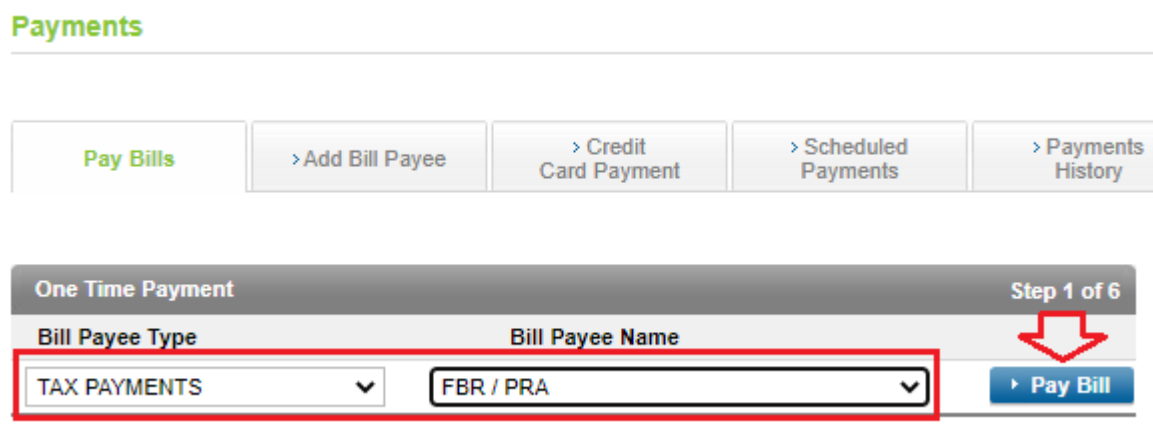 Payments
Pay Bills
› Add Bill Payee
› Credit
Card Payment
› Scheduled
Payments
› Payments
History
One Time Payment
Step 1 of 6
Bill Payee Type
Bill Payee Name
TAX PAYMENTS
FBR / PRA
Pay Bill